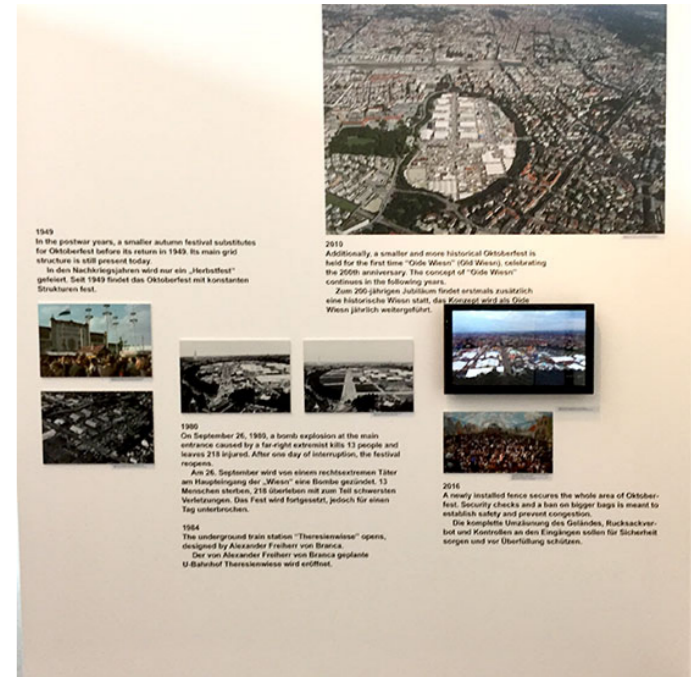 1949
In the postwar years, a smaller autumn festival substitutes
for Oktoberfest before its return in 1949. Its main grid
structure is still present today.
In den Nachkriegsjahren wird nur ein „Herbstfest"
gefeiert. Seit 1949 findet das Oktoberfest mit konstanten
Strukturen fest.
1980
On September 26, 1980, a bomb explosion at the main
entrance caused by a far-right extremist kills 13 people and
leaves 218 injured. After one day of interruption, the festival
reopens.
Am 26. September wird von einem rechtsextremen Täter
am Haupteingang der „Wiesn" eine Bombe gezündet. 13
Menschen sterben, 218 überleben mit zum Teil schwersten
Verletzungen. Das Fest wird fortgesetzt, jedoch für einen
Tag unterbrochen.
1984
The underground train station "Theresienwiese" opens,
designed by Alexander Freiherr von Branca.
Der von Alexander Freiherr von Branca geplante
U-Bahnhof Theresienwiese wird eröffnet.
2010
Additionally, a smaller and more historical Oktoberfest is
held for the first time "Oide Wiesn" (Old Wiesn), celebrating
the 200th anniversary. The concept of "Oide Wiesn"
continues in the following years.
Zum 200-jährigen Jubiläum findet erstmals zusätzlich
eine historische Wiesn statt, das Konzept wird als Oide
Wiesn jährlich weitergeführt.
2016
A newly installed fence secures the whole area of Oktober-
fest. Security checks and a ban on bigger bags is meant to
establish safety and prevent congestion.
Die komplette Umzäunung des Geländes, Rucksackver-
bot und Kontrollen an den Eingängen sollen für Sicherheit
sorgen und vor Überfüllung schützen.